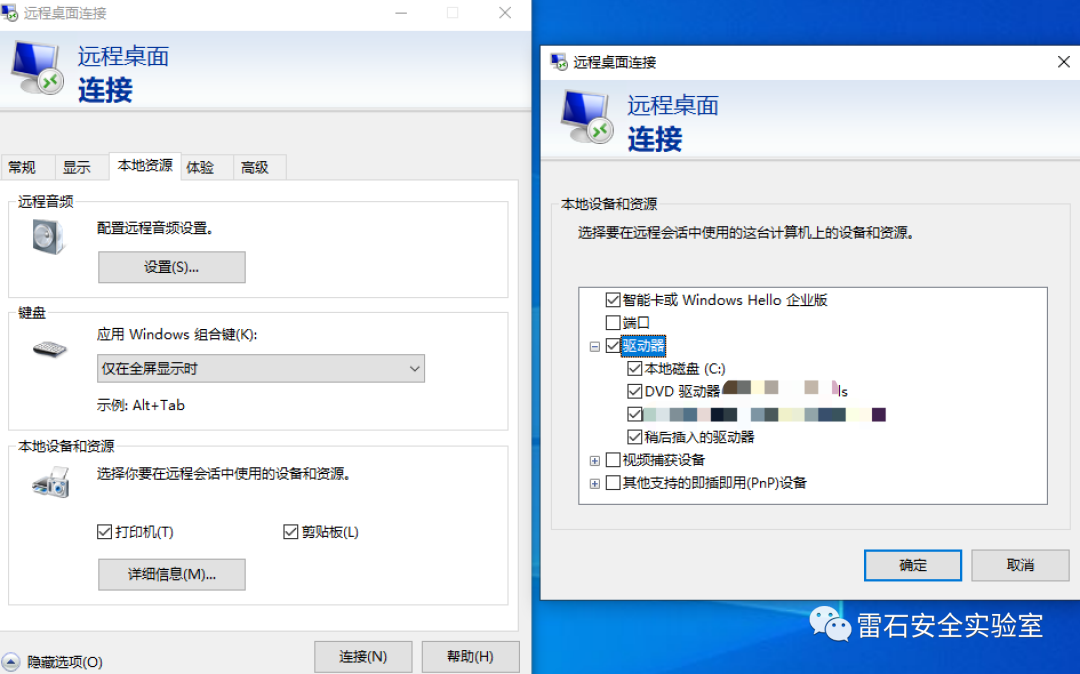 远程桌面连接
远程桌面
连接
常规 显示 本地资源 体验 高级
远程音频
配置远程音频设置。
设置(S)...
键盘
应用 Windows 组合键(K):
仅在全屏显示时
示例: Alt+Tab
本地设备和资源
选择你要在远程会话中使用的设备和资源。
打印机(T) 剪贴板(L)
详细信息(M)...
隐藏选项(O) 连接(N) 帮助(H)
远程桌面连接
远程桌面
连接
本地设备和资源
选择要在远程会话中使用的这台计算机上的设备和资源。
智能卡或 Windows Hello 企业版
端口
驱动器
本地磁盘 (C:)
DVD 驱动器 ls
稍后插入的驱动器
视频捕获设备
其他支持的即插即用(PnP)设备
确定 取消
雷石安全实验室